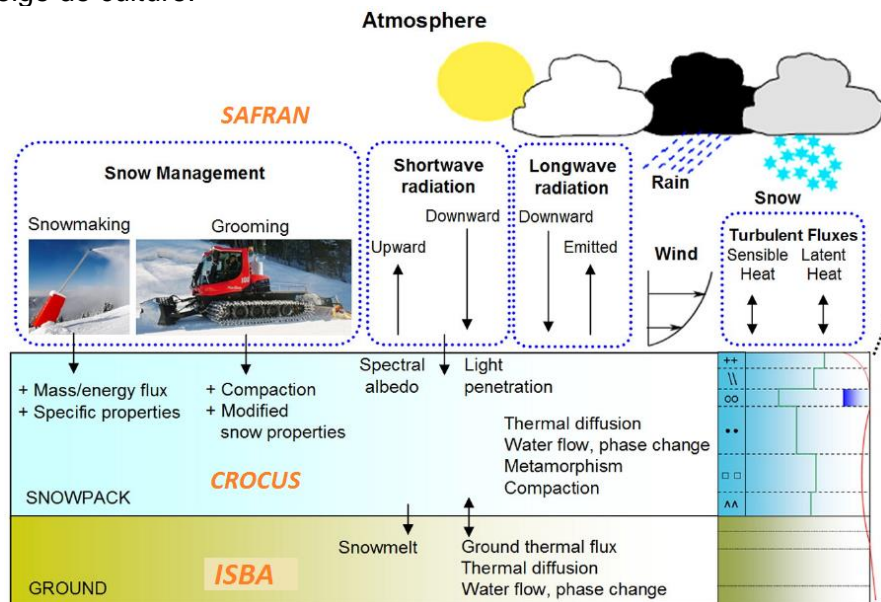 Atmosphere
SAFRAN
Snow Management
Snowmaking
Grooming
Shortwave
radiation
Downward
Upward
Longwave
radiation
Downward
Emitted
Rain
Snow
Wind
Turbulent Fluxes
Sensible
Heat
Latent
Heat
+ Mass/energy flux
+ Specific properties
+ Compaction
+ Modified
snow properties
Spectral
albedo
Light
penetration
Thermal diffusion
Water flow, phase change
Metamorphism
Compaction
CROCUS
SNOWPACK
Snowmelt
Ground thermal flux
Thermal diffusion
Water flow, phase change
ISBA
GROUND